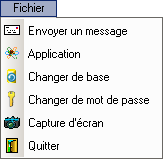 Fichier
Envoyer un message
Application
Changer de base
Changer de mot de passe
Capture d'écran
Quitter